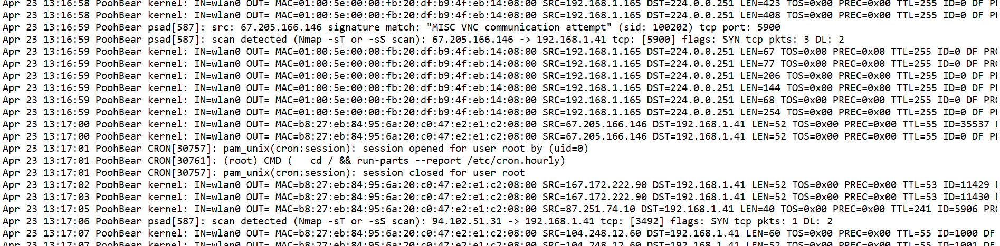 Apr 23 13:16:58 PoohBear kernel: IN=wlan0 OUT= MAC=01:00:5e:00:00:fb:20:df:b9:4f:eb:14:08:00 SRC=192.168.1.165 DST=224.0.0.251 LEN=423 TOS=0x00 PREC=0x00 TTL=255 ID=0 DF
Apr 23 13:16:58 PoohBear kernel: IN=wlan0 OUT= MAC=01:00:5e:00:00:fb:20:df:b9:4f:eb:14:08:00 SRC=192.168.1.165 DST=224.0.0.251 LEN=408 TOS=0x00 PREC=0x00 TTL=255 ID=0 DF
Apr 23 13:16:59 PoohBear psad[587]: src: 67.205.166.146 signature match: "MISC VNC communication attempt" (sid: 100202) tcp port: 5900
Apr 23 13:16:59 PoohBear psad[587]: scan detected (Nmap -sT or -sS scan): 67.205.166.146 -> 192.168.1.41 tcp: [5900] flags: SYN tcp pkts: 3 DL: 2
Apr 23 13:16:59 PoohBear kernel: IN=wlan0 OUT= MAC=01:00:5e:00:00:fb:20:df:b9:4f:eb:14:08:00 SRC=192.168.1.165 DST=224.0.0.251 LEN=67 TOS=0x00 PREC=0x00 TTL=255 ID=0 DF
Apr 23 13:16:59 PoohBear kernel: IN=wlan0 OUT= MAC=01:00:5e:00:00:fb:20:df:b9:4f:eb:14:08:00 SRC=192.168.1.165 DST=224.0.0.251 LEN=77 TOS=0x00 PREC=0x00 TTL=255 ID=0 DF
Apr 23 13:16:59 PoohBear kernel: IN=wlan0 OUT= MAC=01:00:5e:00:00:fb:20:df:b9:4f:eb:14:08:00 SRC=192.168.1.165 DST=224.0.0.251 LEN=206 TOS=0x00 PREC=0x00 TTL=255 ID=0 DF
Apr 23 13:16:59 PoohBear kernel: IN=wlan0 OUT= MAC=01:00:5e:00:00:fb:20:df:b9:4f:eb:14:08:00 SRC=192.168.1.165 DST=224.0.0.251 LEN=144 TOS=0x00 PREC=0x00 TTL=255 ID=0 DF
Apr 23 13:16:59 PoohBear kernel: IN=wlan0 OUT= MAC=01:00:5e:00:00:fb:20:df:b9:4f:eb:14:08:00 SRC=192.168.1.165 DST=224.0.0.251 LEN=68 TOS=0x00 PREC=0x00 TTL=255 ID=0 DF
Apr 23 13:16:59 PoohBear kernel: IN=wlan0 OUT= MAC=01:00:5e:00:00:fb:20:df:b9:4f:eb:14:08:00 SRC=192.168.1.165 DST=224.0.0.251 LEN=254 TOS=0x00 PREC=0x00 TTL=255 ID=0 DF
Apr 23 13:17:00 PoohBear kernel: IN=wlan0 OUT= MAC=b8:27:eb:84:95:6a:20:c0:47:e2:e1:c2:08:00 SRC=67.205.166.146 DST=192.168.1.41 LEN=52 TOS=0x00 PREC=0x00 TTL=55 ID=35537
Apr 23 13:17:00 PoohBear kernel: IN=wlan0 OUT= MAC=b8:27:eb:84:95:6a:20:c0:47:e2:e1:c2:08:00 SRC=67.205.166.146 DST=192.168.1.41 LEN=52 TOS=0x00 PREC=0x00 TTL=55 ID=0 DF
Apr 23 13:17:01 PoohBear CRON[30757]: pam_unix(cron:session): session opened for user root by (uid=0)
Apr 23 13:17:01 PoohBear CRON[30761]: (root) CMD (   cd / && run-parts --report /etc/cron.hourly)
Apr 23 13:17:01 PoohBear CRON[30757]: pam_unix(cron:session): session closed for user root
Apr 23 13:17:02 PoohBear kernel: IN=wlan0 OUT= MAC=b8:27:eb:84:95:6a:20:c0:47:e2:e1:c2:08:00 SRC=167.172.222.90 DST=192.168.1.41 LEN=52 TOS=0x00 PREC=0x00 TTL=53 ID=11429
Apr 23 13:17:03 PoohBear kernel: IN=wlan0 OUT= MAC=b8:27:eb:84:95:6a:20:c0:47:e2:e1:c2:08:00 SRC=167.172.222.90 DST=192.168.1.41 LEN=52 TOS=0x00 PREC=0x00 TTL=53 ID=11430
Apr 23 13:17:05 PoohBear kernel: IN=wlan0 OUT= MAC=b8:27:eb:84:95:6a:20:c0:47:e2:e1:c2:08:00 SRC=87.251.74.10 DST=192.168.1.41 LEN=40 TOS=0x00 PREC=0x00 TTL=241 ID=5906
Apr 23 13:17:06 PoohBear psad[587]: scan detected (Nmap -sT or -sS scan): 94.102.51.31 -> 192.168.1.41 tcp: [3492] flags: SYN tcp pkts: 1 DL: 2
Apr 23 13:17:07 PoohBear kernel: IN=wlan0 OUT= MAC=b8:27:eb:84:95:6a:20:c0:47:e2:e1:c2:08:00 SRC=104.248.12.60 DST=192.168.1.41 LEN=60 TOS=0x00 PREC=0x00 TTL=55 ID=1000 DF
Apr 23 13:17:07 PoohBear kernel: IN=wlan0 OUT= MAC=b8:27:eb:84:95:6a:20:c0:47:e2:e1:c2:08:00 SRC=104.248.12.60 DST=192.168.1.41 LEN=52 TOS=0x00 PREC=0x00 TTL=55 ID=1001 DF